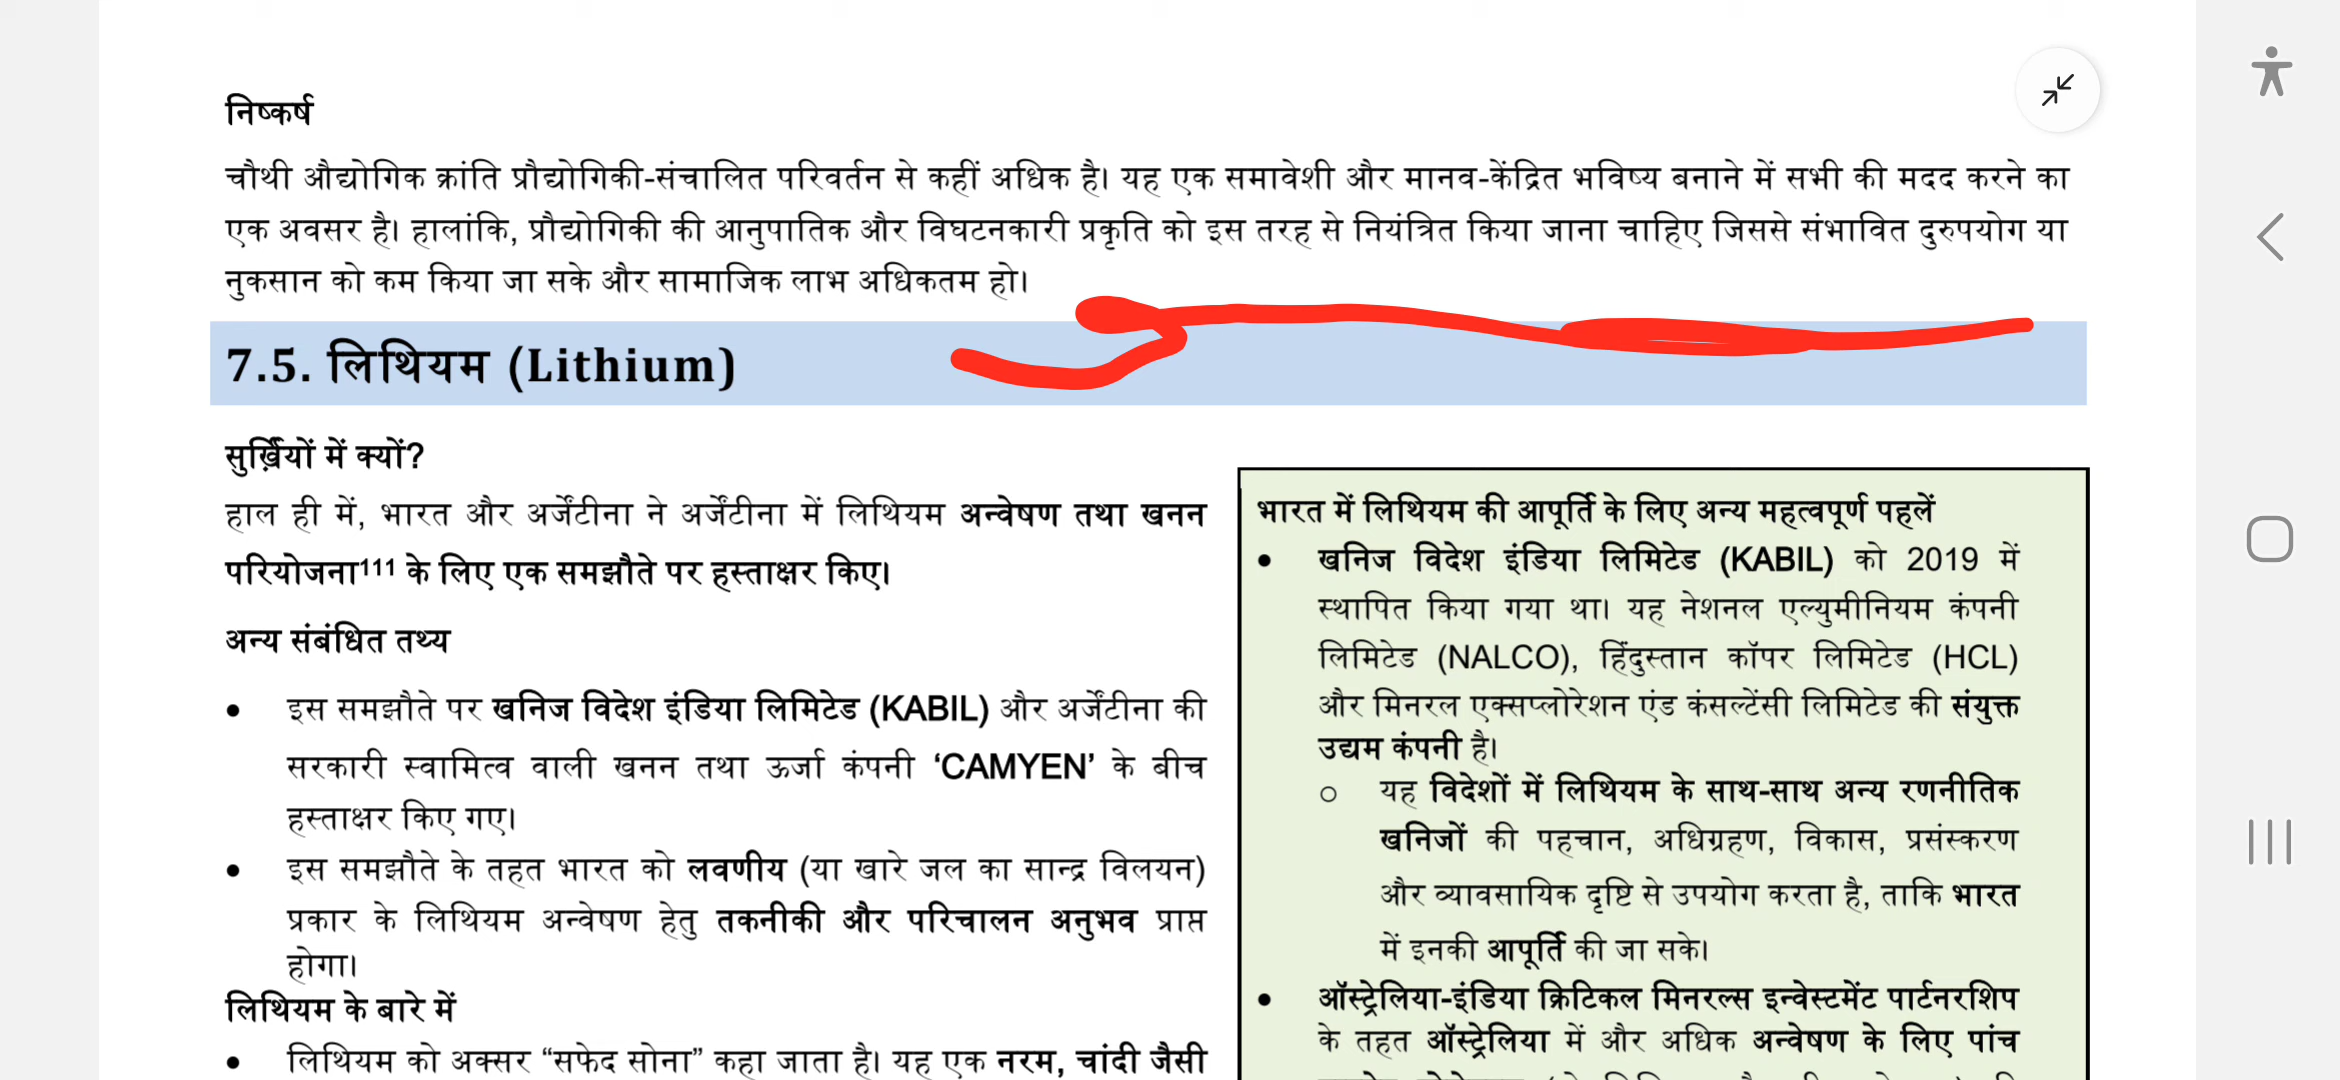 निष्कर्ष
चौथी औद्योगिक क्रांति प्रौद्योगिकी-संचालित परिवर्तन से कहीं अधिक है। यह एक समावेशी और मानव-केंद्रित भविष्य बनाने में सभी की मदद करने का
एक अवसर है। हालांकि, प्रौद्योगिकी की आनुपातिक और विघटनकारी प्रकृति को इस तरह से नियंत्रित किया जाना चाहिए जिससे संभावित दुरुपयोग या
नुकसान को कम किया जा सके और सामाजिक लाभ अधिकतम हो।
7.5. लिथियम (Lithium)
सुर्ख़ियों में क्यों?
हाल ही में, भारत और अर्जेंटीना ने अर्जेंटीना में लिथियम अन्वेषण तथा खनन
परियोजना¹¹¹ के लिए एक समझौते पर हस्ताक्षर किए।
अन्य संबंधित तथ्य
• इस समझौते पर खनिज विदेश इंडिया लिमिटेड (KABIL) और अर्जेंटीना की
सरकारी स्वामित्व वाली खनन तथा ऊर्जा कंपनी ‘CAMYEN’ के बीच
हस्ताक्षर किए गए।
• इस समझौते के तहत भारत को लवणीय (या खारे जल का सान्द्र विलयन)
प्रकार के लिथियम अन्वेषण हेतु तकनीकी और परिचालन अनुभव प्राप्त
होगा।
लिथियम के बारे में
• लिथियम को अक्सर “सफेद सोना” कहा जाता है। यह एक नरम, चांदी जैसी
भारत में लिथियम की आपूर्ति के लिए अन्य महत्वपूर्ण पहलें
• खनिज विदेश इंडिया लिमिटेड (KABIL) को 2019 में
स्थापित किया गया था। यह नेशनल एल्युमीनियम कंपनी
लिमिटेड (NALCO), हिंदुस्तान कॉपर लिमिटेड (HCL)
और मिनरल एक्सप्लोरेशन एंड कंसल्टेंसी लिमिटेड की संयुक्त
उद्यम कंपनी है।
o यह विदेशों में लिथियम के साथ-साथ अन्य रणनीतिक
खनिजों की पहचान, अधिग्रहण, विकास, प्रसंस्करण
और व्यावसायिक दृष्टि से उपयोग करता है, ताकि भारत
में इनकी आपूर्ति की जा सके।
• ऑस्ट्रेलिया-इंडिया क्रिटिकल मिनरल्स इन्वेस्टमेंट पार्टनरशिप
के तहत ऑस्ट्रेलिया में और अधिक अन्वेषण के लिए पांच